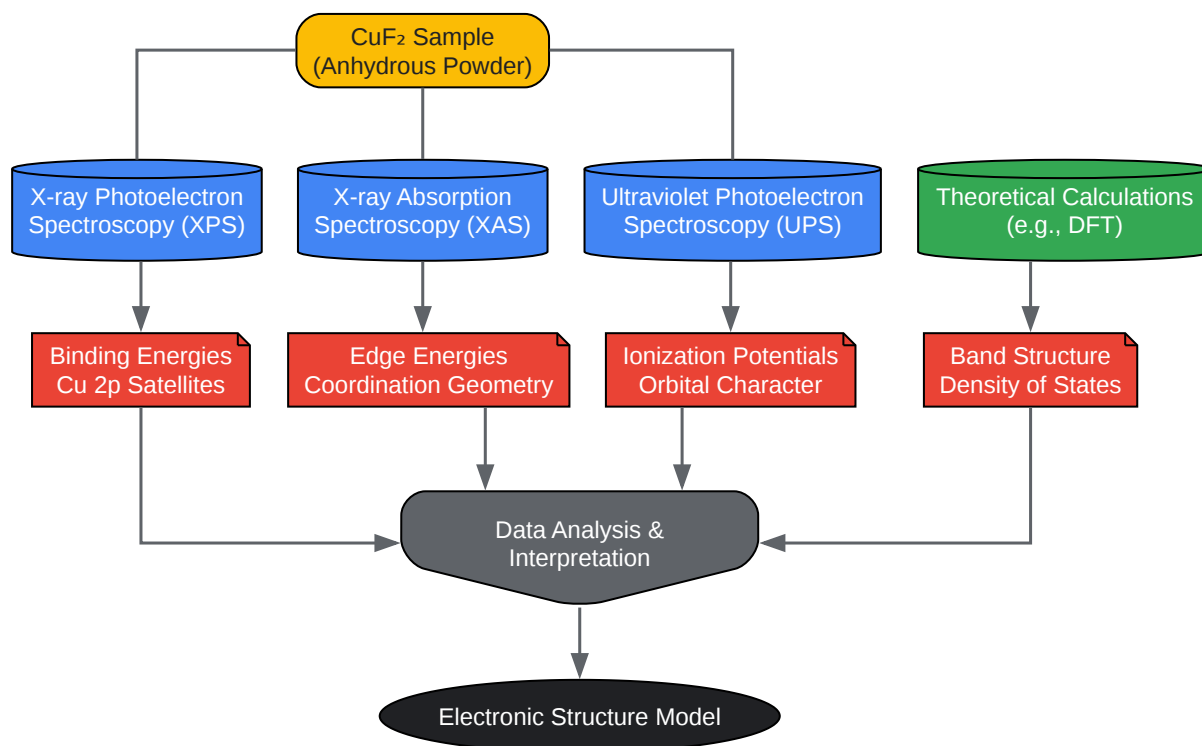 CuF₂ Sample
(Anhydrous Powder)
X-ray Photoelectron
Spectroscopy (XPS)
X-ray Absorption
Spectroscopy (XAS)
Ultraviolet Photoelectron
Spectroscopy (UPS)
Theoretical Calculations
(e.g., DFT)
Binding Energies
Cu 2p Satellites
Edge Energies
Coordination Geometry
Ionization Potentials
Orbital Character
Band Structure
Density of States
Data Analysis &
Interpretation
Electronic Structure Model